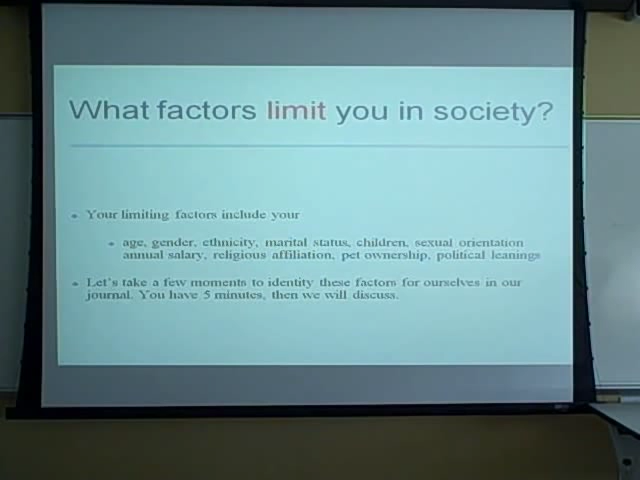 What factors limit you in society?
Your limiting factors include your
age, gender, ethnicity, marital status, children, sexual orientation
annual salary, religious affiliation, pet ownership, political leanings
Let's take a few moments to identity these factors for ourselves in our
journal. You have 5 minutes, then we will discuss.